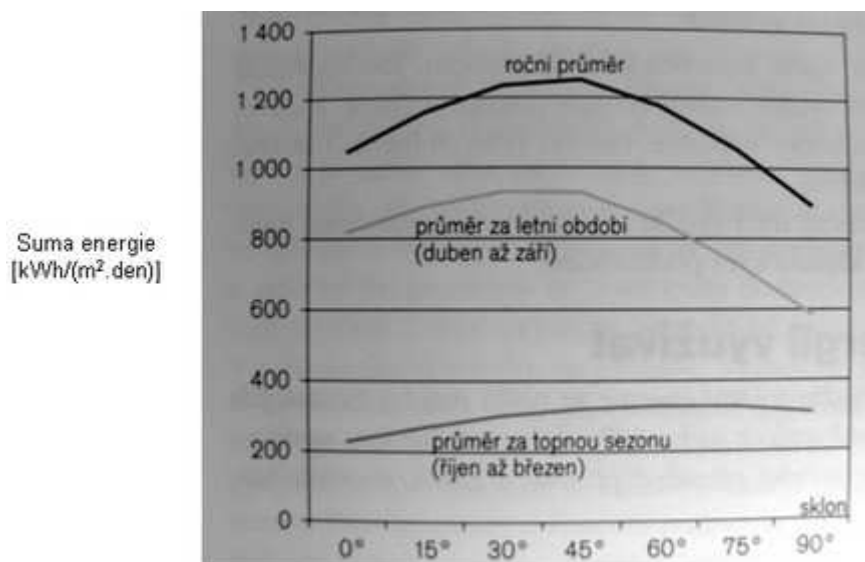 1 400
1 200
1 000
800
600
400
200
0
Suma energie
[kWh/(m².den)]
roční průměr
průměr za letní období
(duben až září)
průměr za topnou sezonu
(říjen až březen)
sklon
0° 15° 30° 45° 60° 75° 90°